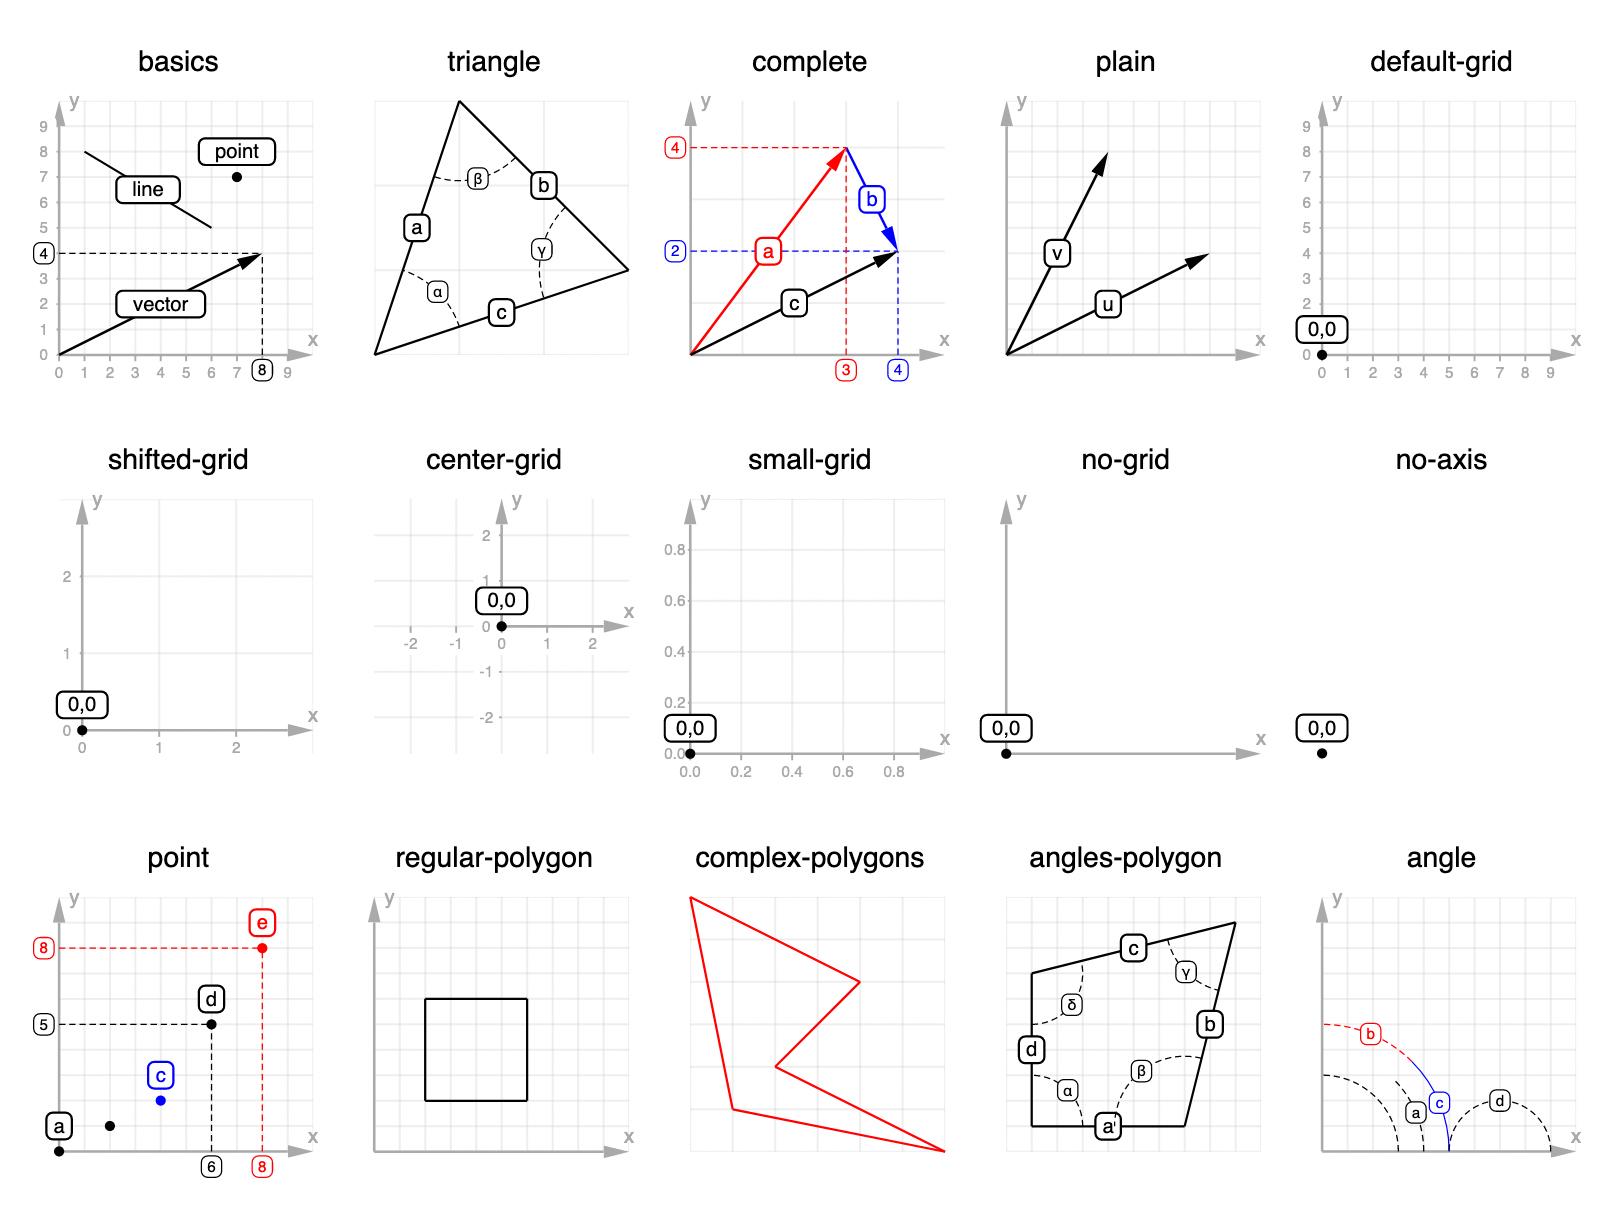 basics
triangle
complete
plain
default-grid
y
9
8
7
6
5
4
3
2
1
0
0 1 2 3 4 5 6 7 8 9
x
point
line
vector
a
b
c
α
β
γ
y
4
2
a
b
c
x
3
4
y
v
u
x
y
9
8
7
6
5
4
3
2
0,0
0
x
0 1 2 3 4 5 6 7 8 9
shifted-grid
center-grid
small-grid
no-grid
no-axis
y
2
1
0,0
0
x
0 1 2
y
2
1
0,0
0
x
-2 -1 0 1 2
-1
-2
y
0.8
0.6
0.4
0.2
0,0
0.0
x
0.0 0.2 0.4 0.6 0.8
y
0,0
x
0,0
point
regular-polygon
complex-polygons
angles-polygon
angle
y
e
8
d
5
c
a
x
6
8
y
x
c
γ
δ
b
d
β
α
a
y
b
c
d
a
x